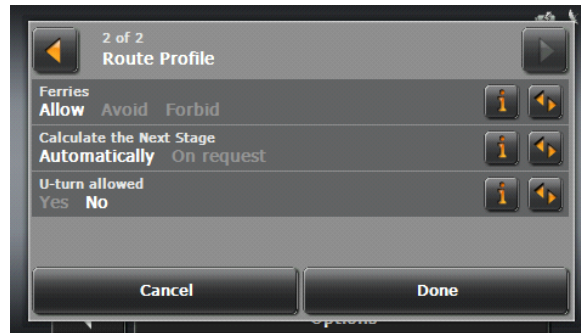 2 of 2
Route Profile
Ferries
Allow Avoid Forbid
Calculate the Next Stage
Automatically On request
U-turn allowed
Yes No
Cancel Done
Options